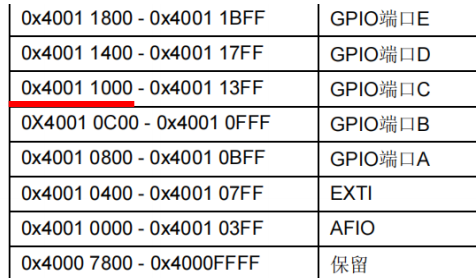 0x4001 1800 - 0x4001 1BFF GPIO端口E
0x4001 1400 - 0x4001 17FF GPIO端口D
0x4001 1000 - 0x4001 13FF GPIO端口C
0X4001 0C00 - 0x4001 0FFF GPIO端口B
0x4001 0800 - 0x4001 0BFF GPIO端口A
0x4001 0400 - 0x4001 07FF EXTI
0x4001 0000 - 0x4001 03FF AFIO
0x4000 7800 - 0x4000FFFF 保留